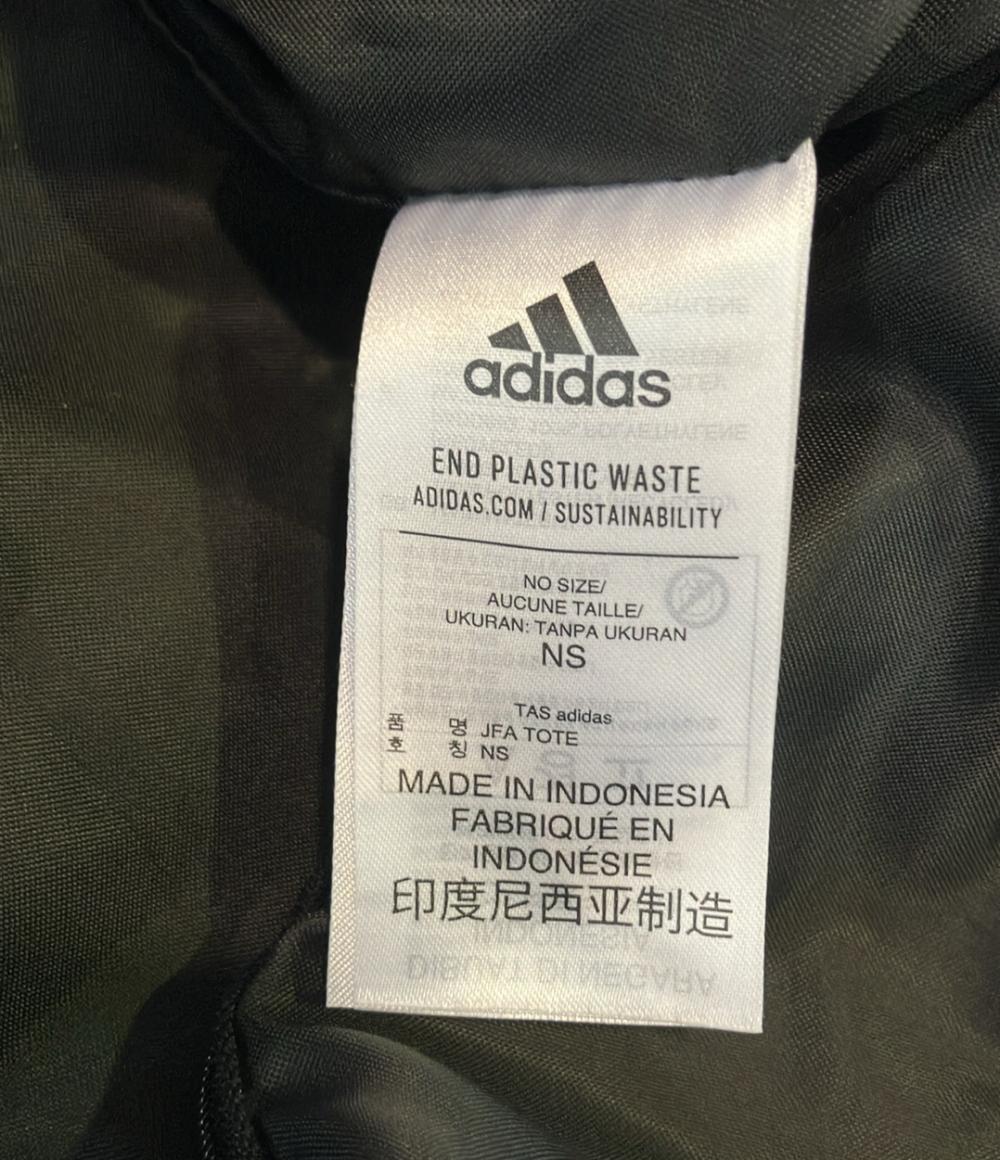 adidas
END PLASTIC WASTE
ADIDAS.COM / SUSTAINABILITY
NO SIZE/
AUCUNE TAILLE/
UKURAN: TANPA UKURAN
NS
TAS adidas
품 명 JFA TOTE
호 칭 NS
MADE IN INDONESIA
FABRIQUÉ EN
INDONÉSIE
印度尼西亚制造